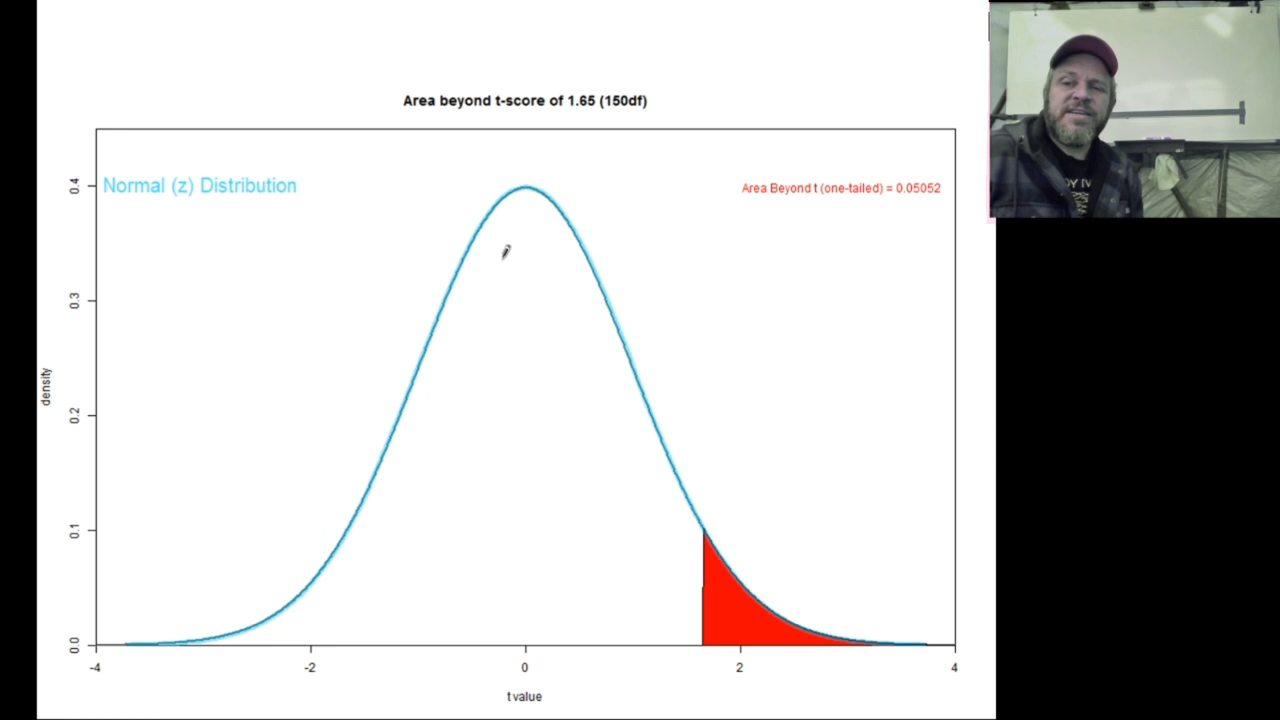 Area beyond t-score of 1.65 (150df)
Normal (z) Distribution
Area Beyond t (one-tailed) = 0.05052
0.4
0.3
0.2
0.1
0.0
density
-4
-2
0
2
4
t value